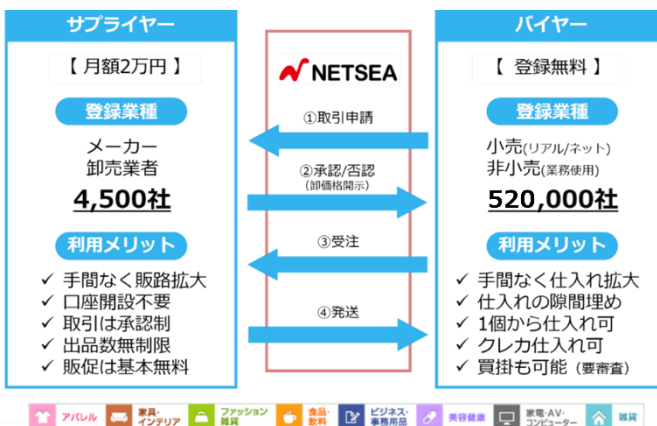 サプライヤー
【 月額2万円 】
登録業種
メーカー
卸売業者
4,500社
利用メリット
✓ 手間なく販路拡大
✓ 口座開設不要
✓ 取引は承認制
✓ 出品数無制限
✓ 販促は基本無料
NETSEA
①取引申請
②承認/否認
(卸価格開示)
③受注
④発送
バイヤー
【 登録無料 】
登録業種
小売(リアル/ネット)
非小売(業務使用)
520,000社
利用メリット
✓ 手間なく仕入れ拡大
✓ 仕入れの隙間埋め
✓ 1個から仕入れ可
✓ クレカ仕入れ可
✓ 買掛も可能（要審査）
アパレル
家具・
インテリア
ファッション
雑貨
食品・
飲料
ビジネス・
事務用品
美容健康
家電・AV・
コンピューター
雑貨